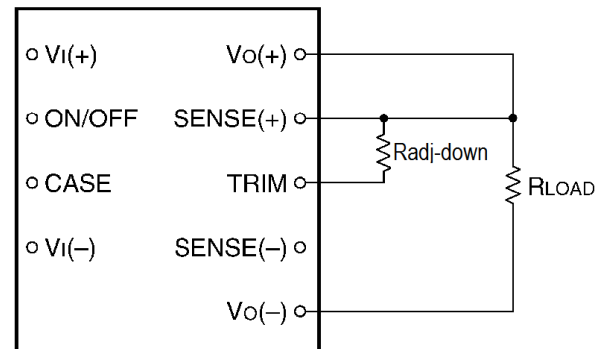 VI(+) VO(+)
ON/OFF SENSE(+)
Radj-down
CASE TRIM RLOAD
VI(–) SENSE(–)
VO(–)